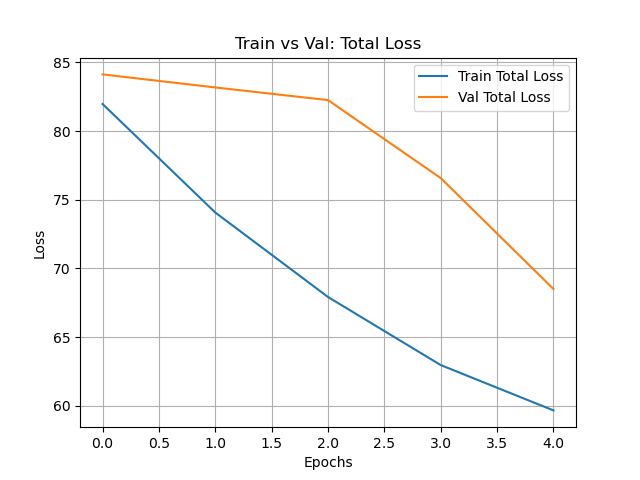 Train vs Val: Total Loss
Train Total Loss
Val Total Loss
85
80
75
70
65
60
Loss
0.0 0.5 1.0 1.5 2.0 2.5 3.0 3.5 4.0
Epochs